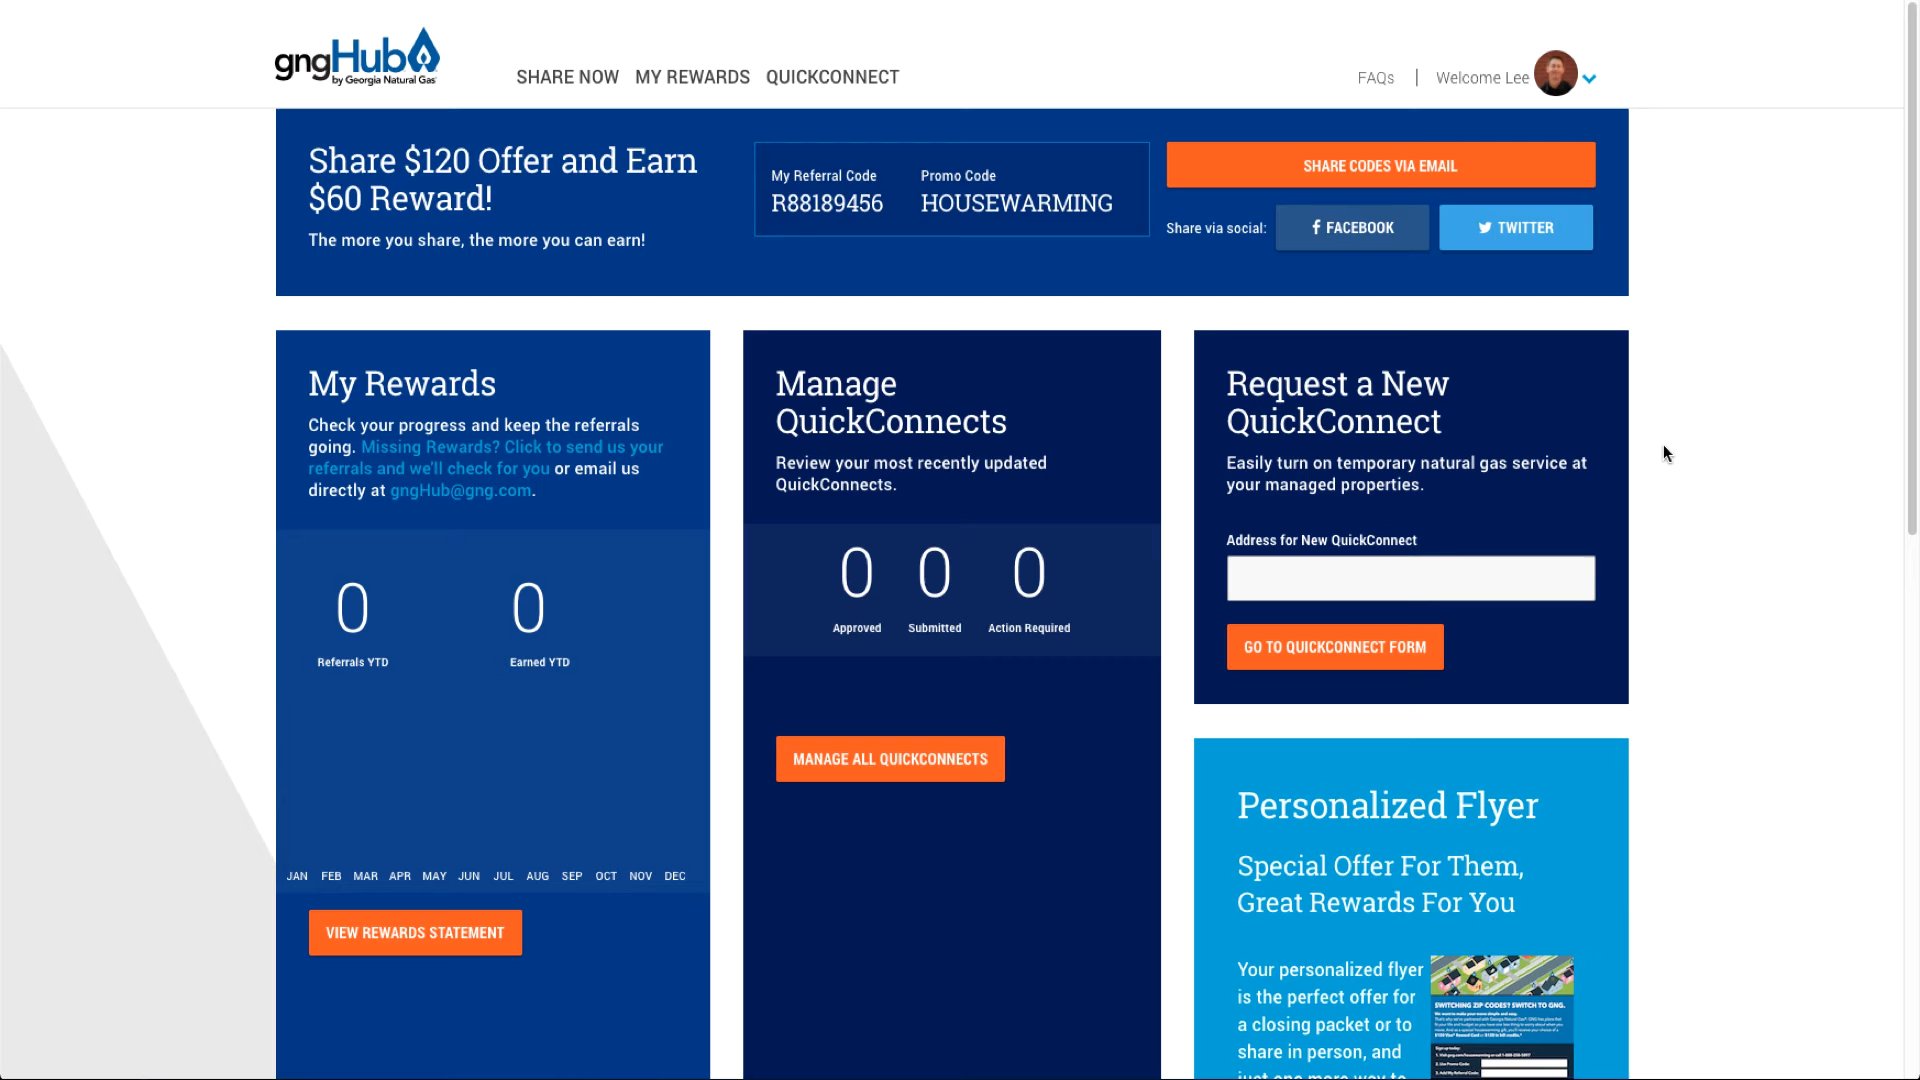 gngHub
by Georgia Natural Gas
SHARE NOW MY REWARDS QUICKCONNECT
FAQs | Welcome Lee
Share $120 Offer and Earn
$60 Reward!
The more you share, the more you can earn!
My Referral Code
R88189456
Promo Code
HOUSEWARMING
SHARE CODES VIA EMAIL
Share via social:
FACEBOOK
TWITTER
My Rewards
Check your progress and keep the referrals
going. Missing Rewards? Click to send us your
referrals and we'll check for you or email us
directly at gngHub@gng.com.
0 0
Referrals YTD Earned YTD
JAN FEB MAR APR MAY JUN JUL AUG SEP OCT NOV DEC
VIEW REWARDS STATEMENT
Manage
QuickConnects
Review your most recently updated
QuickConnects.
0 0 0
Approved Submitted Action Required
MANAGE ALL QUICKCONNECTS
Request a New
QuickConnect
Easily turn on temporary natural gas service at
your managed properties.
Address for New QuickConnect
GO TO QUICKCONNECT FORM
Personalized Flyer
Special Offer For Them,
Great Rewards For You
Your personalized flyer
is the perfect offer for
a closing packet or to
share in person, and
just one more way to
SWITCHING ZIP CODES? SWITCH TO GNG.